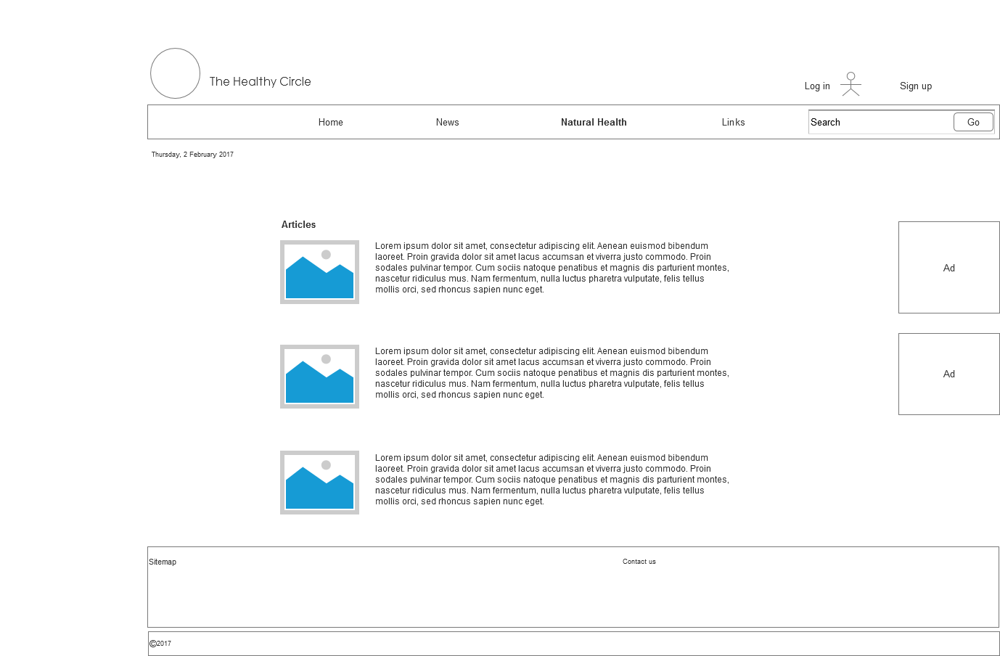 The Healthy Circle
Log in
Sign up
Home
News
Natural Health
Links
Search
Go
Thursday, 2 February 2017
Articles
Lorem ipsum dolor sit amet, consectetur adipiscing elit. Aenean euismod bibendum
laoreet. Proin gravida dolor sit amet lacus accumsan et viverra justo commodo. Proin
sodales pulvinar tempor. Cum sociis natoque penatibus et magnis dis parturient montes,
nascetur ridiculus mus. Nam fermentum, nulla luctus pharetra vulputate, felis tellus
mollis orci, sed rhoncus sapien nunc eget.
Ad
Lorem ipsum dolor sit amet, consectetur adipiscing elit. Aenean euismod bibendum
laoreet. Proin gravida dolor sit amet lacus accumsan et viverra justo commodo. Proin
sodales pulvinar tempor. Cum sociis natoque penatibus et magnis dis parturient montes,
nascetur ridiculus mus. Nam fermentum, nulla luctus pharetra vulputate, felis tellus
mollis orci, sed rhoncus sapien nunc eget.
Ad
Lorem ipsum dolor sit amet, consectetur adipiscing elit. Aenean euismod bibendum
laoreet. Proin gravida dolor sit amet lacus accumsan et viverra justo commodo. Proin
sodales pulvinar tempor. Cum sociis natoque penatibus et magnis dis parturient montes,
nascetur ridiculus mus. Nam fermentum, nulla luctus pharetra vulputate, felis tellus
mollis orci, sed rhoncus sapien nunc eget.
Sitemap
Contact us
©2017